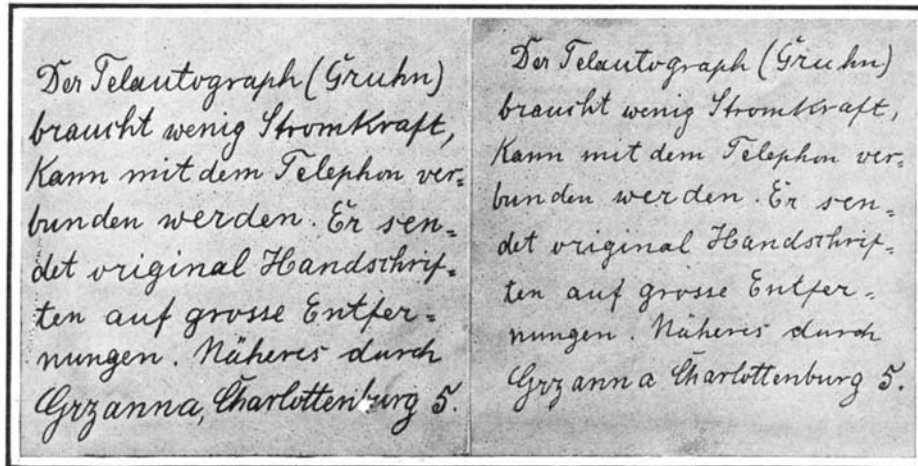 Der Telautograph (Gruhn)
braucht wenig Stromkraft,
kann mit dem Telephon ver=
bunden werden. Er sen=
det original Handschrif=
ten auf grosse Entfer=
nungen. Näheres durch
Grzanna, Charlottenburg 5.
Der Telautograph (Gruhn)
braucht wenig Stromkraft,
kann mit dem Telephon ver=
bunden werden. Er sen=
det original Handschrif=
ten auf grosse Entfer=
nungen. Näheres durch
Grzanna Charlottenburg 5.